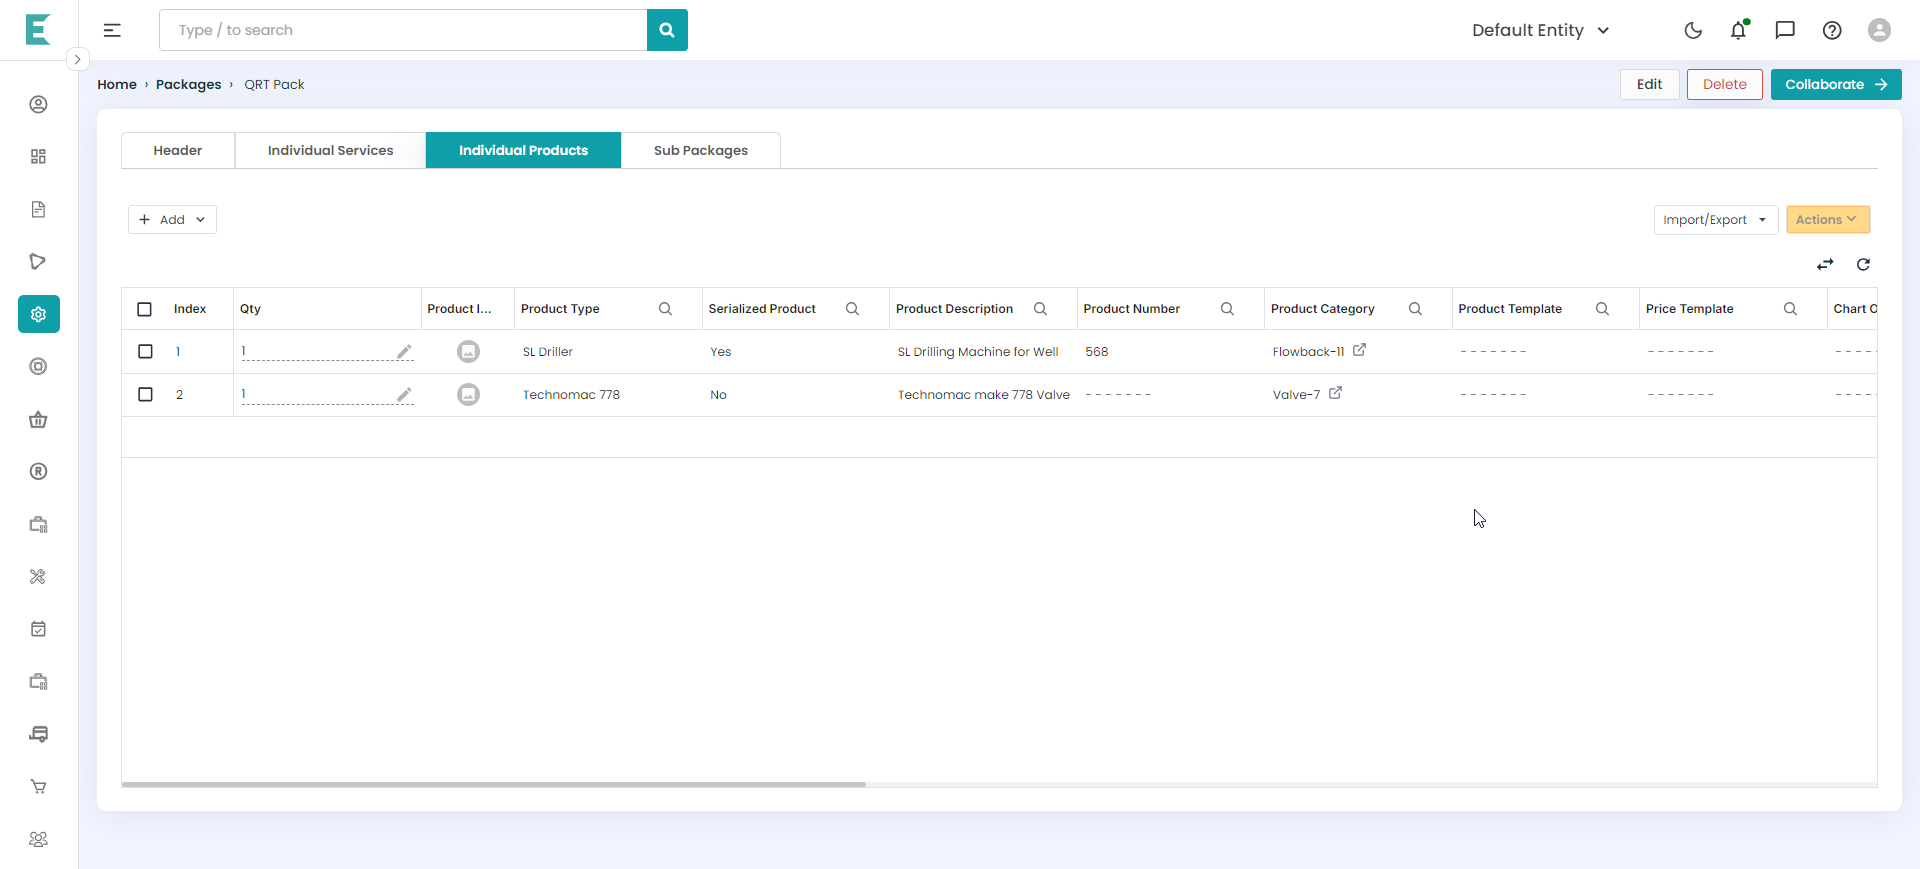 Type / to search
Default Entity
Home › Packages › QRT Pack
Edit
Delete
Collaborate
Header
Individual Services
Individual Products
Sub Packages
+ Add
Import/Export
Actions
Index
Qty
Product I...
Product Type
Serialized Product
Product Description
Product Number
Product Category
Product Template
Price Template
Chart O
1
1
SL Driller
Yes
SL Drilling Machine for Well
568
Flowback-11
-------
-------
----
2
1
Technomac 778
No
Technomac make 778 Valve
-------
Valve-7
-------
-------
----